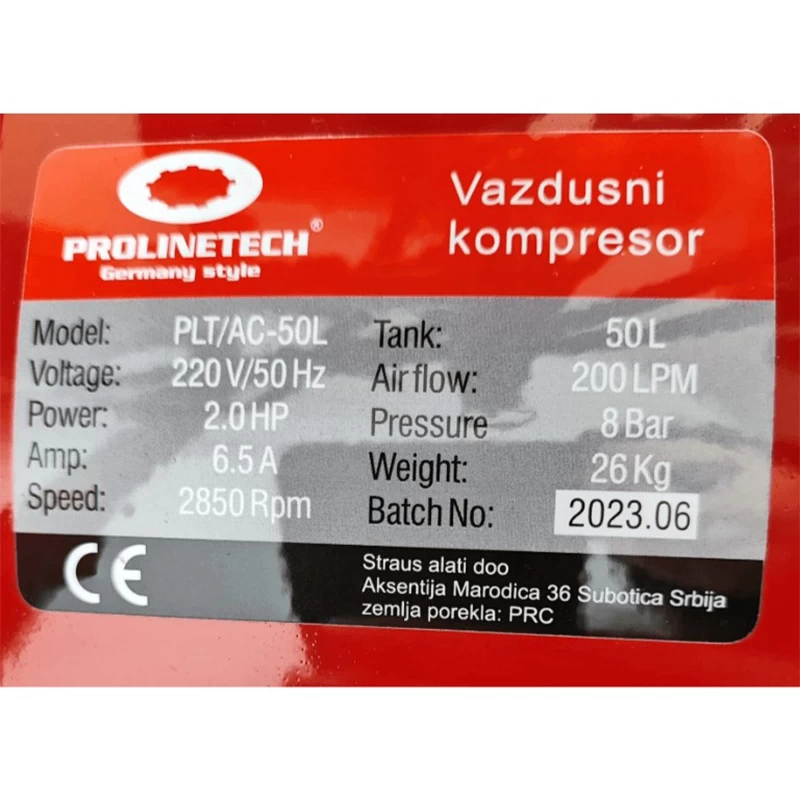 PROLINETECH®
Germany style
Vazdusni
kompresor
Model: PLT/AC-50L
Voltage: 220 V/50 Hz
Power: 2.0 HP
Amp: 6.5 A
Speed: 2850 Rpm
Tank: 50 L
Air flow: 200 LPM
Pressure 8 Bar
Weight: 26 Kg
Batch No: 2023.06
CE
Straus alati doo
Aksentija Marodica 36 Subotica Srbija
zemlja porekla: PRC